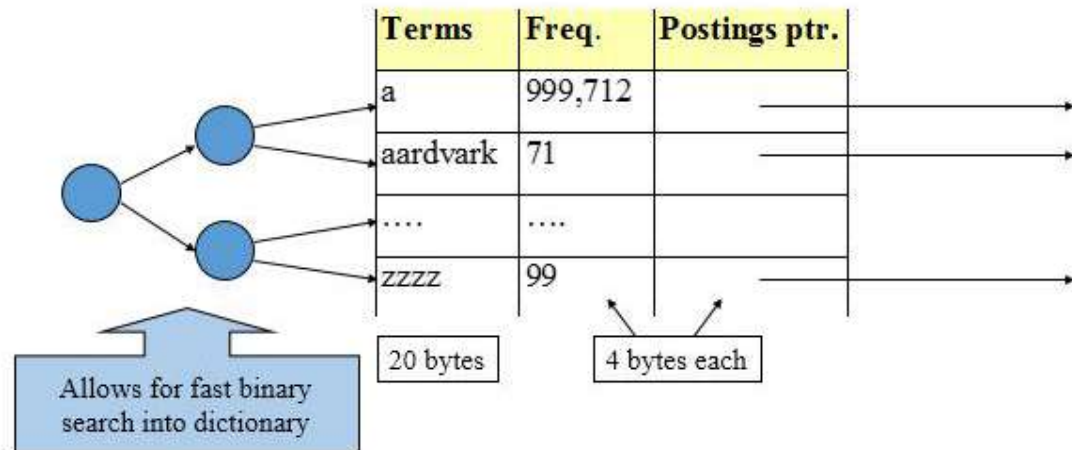 Terms Freq. Postings ptr.
a 999,712
aardvark 71
.... ....
zzzz 99
20 bytes 4 bytes each
Allows for fast binary
search into dictionary